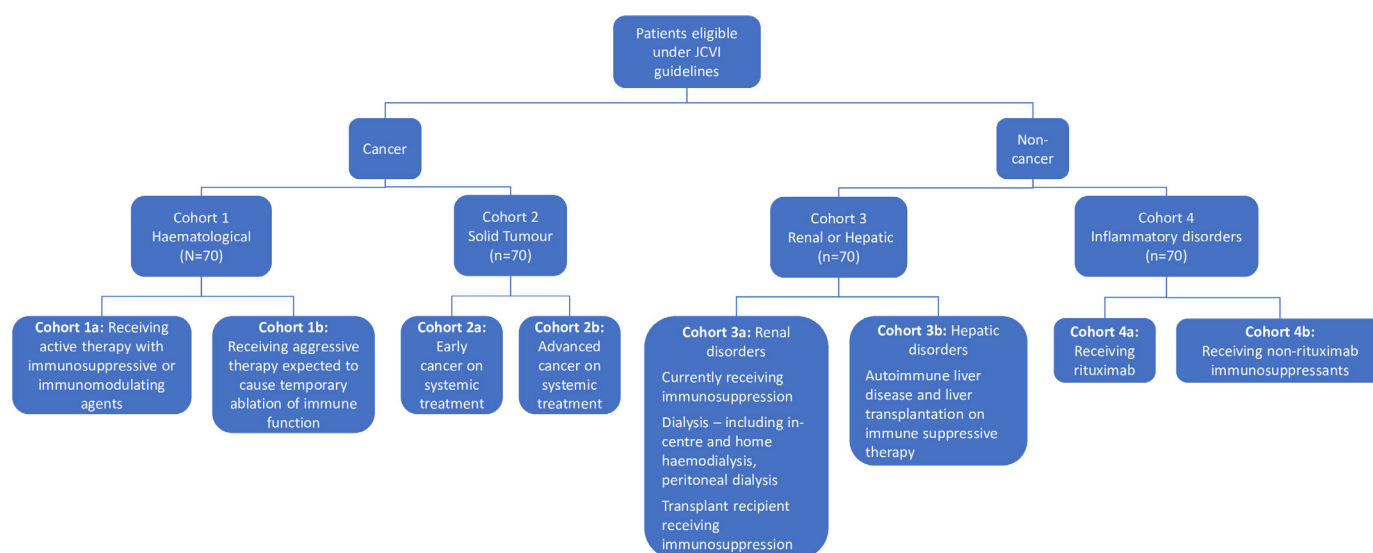 Patients eligible
under JCVI
guidelines
Cancer
Non-
cancer
Cohort 1
Haematological
(N=70)
Cohort 2
Solid Tumour
(n=70)
Cohort 3
Renal or Hepatic
(n=70)
Cohort 4
Inflammatory disorders
(n=70)
Cohort 1a: Receiving
active therapy with
immunosuppressive or
immunomodulating
agents
Cohort 1b:
Receiving aggressive
therapy expected to
cause temporary
ablation of immune
function
Cohort 2a:
Early
cancer on
systemic
treatment
Cohort 2b:
Advanced
cancer on
systemic
treatment
Cohort 3a: Renal
disorders
Currently receiving
immunosuppression
Dialysis – including in-
centre and home
haemodialysis,
peritoneal dialysis
Transplant recipient
receiving
immunosuppression
Cohort 3b: Hepatic
disorders
Autoimmune liver
disease and liver
transplantation on
immune suppressive
therapy
Cohort 4a:
Receiving
rituximab
Cohort 4b:
Receiving non-rituximab
immunosuppressants